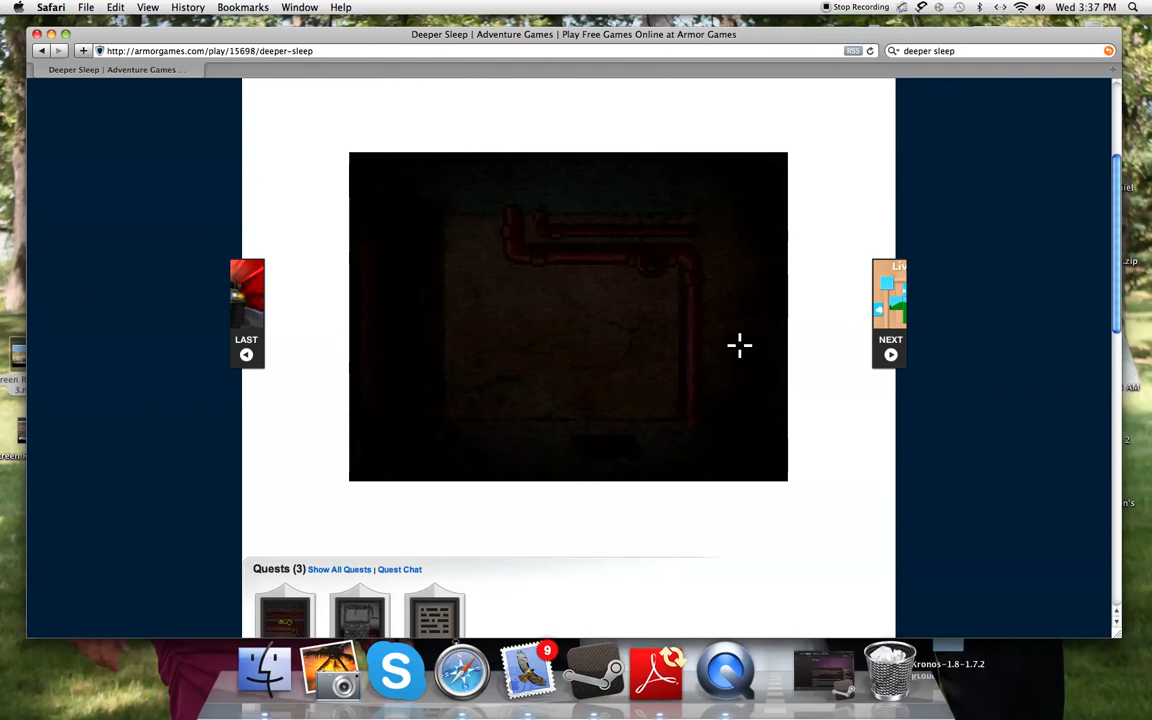 Safari File Edit View History Bookmarks Window Help Stop Recording Wed 3:37 PM
Deeper Sleep | Adventure Games | Play Free Games Online at Armor Games
http://armorgames.com/play/15698/deeper-sleep RSS deeper sleep
Deeper Sleep | Adventure Games ...
LAST
NEXT
Quests (3) Show All Quests | Quest Chat
9
Kronos-1.8-1.7.2